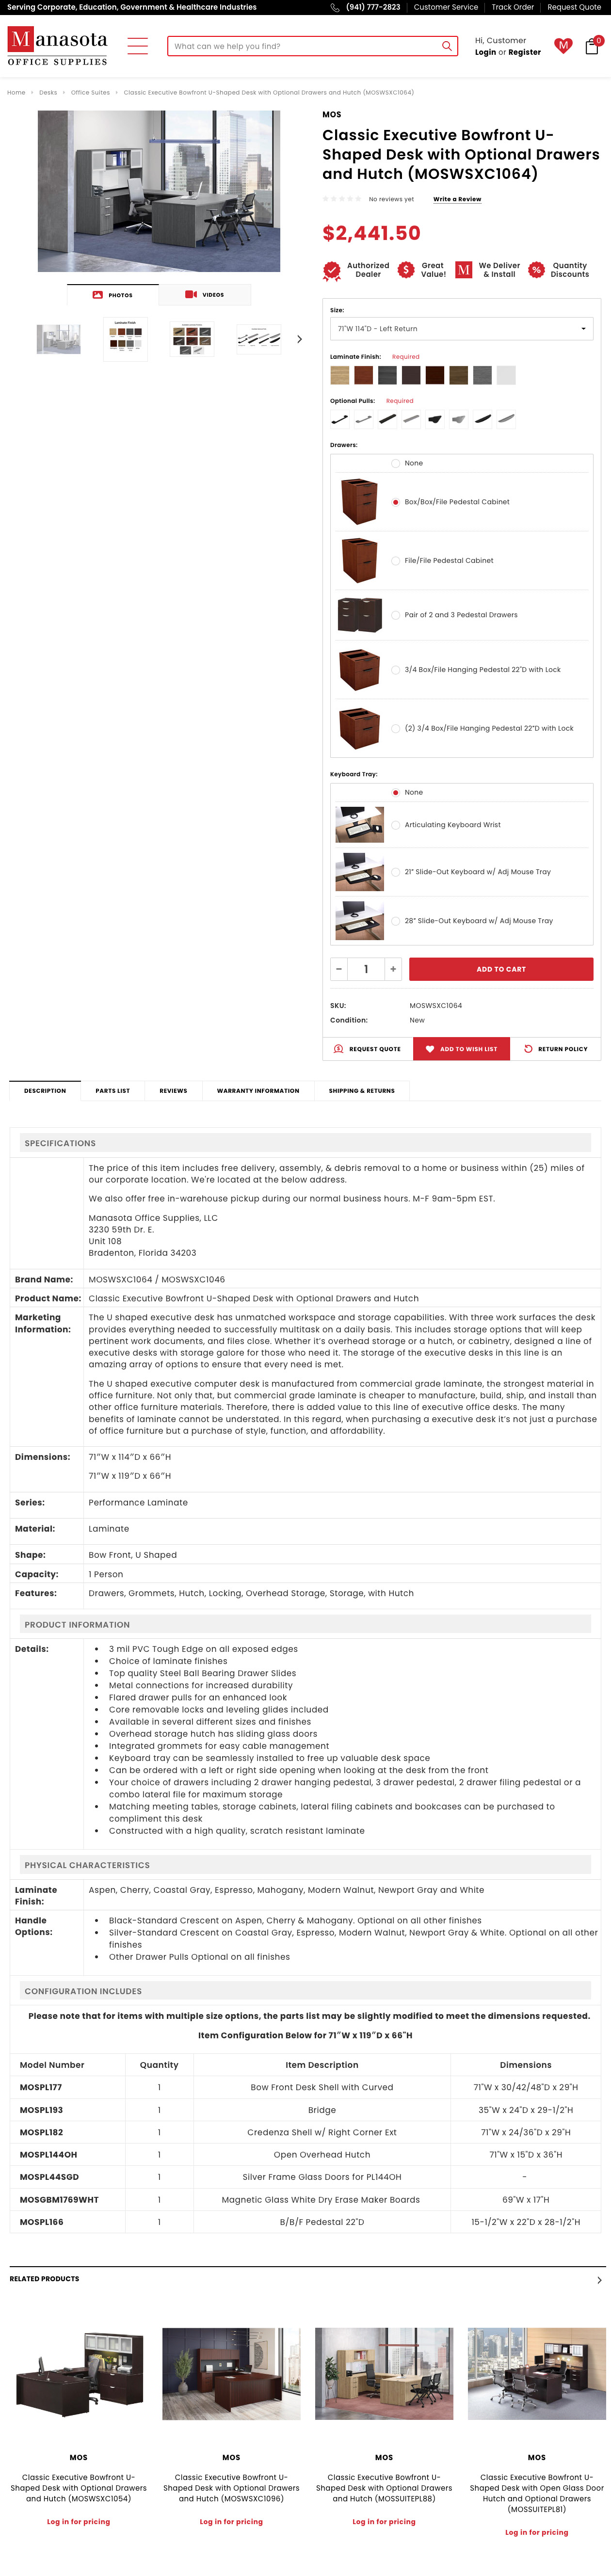 Serving Corporate, Education, Government & Healthcare Industries
(941) 777-2823
Customer Service
Track Order
Request Quote
Manasota
OFFICE SUPPLIES
What can we help you find?
Hi, Customer
Login or Register
M
0
Home
Desks
Office Suites
Classic Executive Bowfront U-Shaped Desk with Optional Drawers and Hutch (MOSWSXC1064)
MOS
Classic Executive Bowfront U-
Shaped Desk with Optional Drawers
and Hutch (MOSWSXC1064)
No reviews yet
Write a Review
$2,441.50
Authorized
Dealer
Great
Value!
We Deliver
& Install
Quantity
Discounts
PHOTOS
VIDEOS
Laminate Finish
Size:
71"W 114"D - Left Return
Laminate Finish:
Required
Optional Pulls:
Required
Drawers:
None
Box/Box/File Pedestal Cabinet
File/File Pedestal Cabinet
Pair of 2 and 3 Pedestal Drawers
3/4 Box/File Hanging Pedestal 22"D with Lock
(2) 3/4 Box/File Hanging Pedestal 22"D with Lock
Keyboard Tray:
None
Articulating Keyboard Wrist
21" Slide-Out Keyboard w/ Adj Mouse Tray
28" Slide-Out Keyboard w/ Adj Mouse Tray
1
ADD TO CART
SKU:
MOSWSXC1064
Condition:
New
REQUEST QUOTE
ADD TO WISH LIST
RETURN POLICY
DESCRIPTION
PARTS LIST
REVIEWS
WARRANTY INFORMATION
SHIPPING & RETURNS
SPECIFICATIONS
The price of this item includes free delivery, assembly, & debris removal to a home or business within (25) miles of
our corporate location. We're located at the below address.
We also offer free in-warehouse pickup during our normal business hours. M-F 9am-5pm EST.
Manasota Office Supplies, LLC
3230 59th Dr. E.
Unit 108
Bradenton, Florida 34203
Brand Name:
MOSWSXC1064 / MOSWSXC1046
Product Name:
Classic Executive Bowfront U-Shaped Desk with Optional Drawers and Hutch
Marketing
Information:
The U shaped executive desk has unmatched workspace and storage capabilities. With three work surfaces the desk
provides everything needed to successfully multitask on a daily basis. This includes storage options that will keep
pertinent work documents, and files close. Whether it's overhead storage or a hutch, or cabinetry, designed a line of
executive desks with storage galore for those who need it. The storage of the executive desks in this line is an
amazing array of options to ensure that every need is met.
The U shaped executive computer desk is manufactured from commercial grade laminate, the strongest material in
office furniture. Not only that, but commercial grade laminate is cheaper to manufacture, build, ship, and install than
other office furniture materials. Therefore, there is added value to this line of executive office desks. The many
benefits of laminate cannot be understated. In this regard, when purchasing a executive desk it's not just a purchase
of office furniture but a purchase of style, function, and affordability.
Dimensions:
71"W x 114"D x 66"H
71"W x 119"D x 66"H
Series:
Performance Laminate
Material:
Laminate
Shape:
Bow Front, U Shaped
Capacity:
1 Person
Features:
Drawers, Grommets, Hutch, Locking, Overhead Storage, Storage, with Hutch
PRODUCT INFORMATION
Details:
3 mil PVC Tough Edge on all exposed edges
Choice of laminate finishes
Top quality Steel Ball Bearing Drawer Slides
Metal connections for increased durability
Flared drawer pulls for an enhanced look
Core removable locks and leveling glides included
Available in several different sizes and finishes
Overhead storage hutch has sliding glass doors
Integrated grommets for easy cable management
Keyboard tray can be seamlessly installed to free up valuable desk space
Can be ordered with a left or right side opening when looking at the desk from the front
Your choice of drawers including 2 drawer hanging pedestal, 3 drawer pedestal, 2 drawer filing pedestal or a
combo lateral file for maximum storage
Matching meeting tables, storage cabinets, lateral filing cabinets and bookcases can be purchased to
compliment this desk
Constructed with a high quality, scratch resistant laminate
PHYSICAL CHARACTERISTICS
Laminate
Finish:
Aspen, Cherry, Coastal Gray, Espresso, Mahogany, Modern Walnut, Newport Gray and White
Handle
Options:
Black-Standard Crescent on Aspen, Cherry & Mahogany. Optional on all other finishes
Silver-Standard Crescent on Coastal Gray, Espresso, Modern Walnut, Newport Gray & White. Optional on all other
finishes
Other Drawer Pulls Optional on all finishes
CONFIGURATION INCLUDES
Please note that for items with multiple size options, the parts list may be slightly modified to meet the dimensions requested.
Item Configuration Below for 71"W x 119"D x 66"H
Model Number Quantity Item Description Dimensions
MOSPL177 1 Bow Front Desk Shell with Curved 71"W x 30/42/48"D x 29"H
MOSPL193 1 Bridge 35"W x 24"D x 29-1/2"H
MOSPL182 1 Credenza Shell w/ Right Corner Ext 71"W x 24/36"D x 29"H
MOSPL144OH 1 Open Overhead Hutch 71"W x 15"D x 36"H
MOSPL44SGD 1 Silver Frame Glass Doors for PL144OH -
MOSGBM1769WHT 1 Magnetic Glass White Dry Erase Maker Boards 69"W x 17"H
MOSPL166 1 B/B/F Pedestal 22"D 15-1/2"W x 22"D x 28-1/2"H
RELATED PRODUCTS
MOS
Classic Executive Bowfront U-
Shaped Desk with Optional Drawers
and Hutch (MOSWSXC1054)
Log in for pricing
MOS
Classic Executive Bowfront U-
Shaped Desk with Optional Drawers
and Hutch (MOSWSXC1096)
Log in for pricing
MOS
Classic Executive Bowfront U-
Shaped Desk with Optional Drawers
and Hutch (MOSSUITEPL88)
Log in for pricing
MOS
Classic Executive Bowfront U-
Shaped Desk with Open Glass Door
Hutch and Optional Drawers
(MOSSUITEPL81)
Log in for pricing